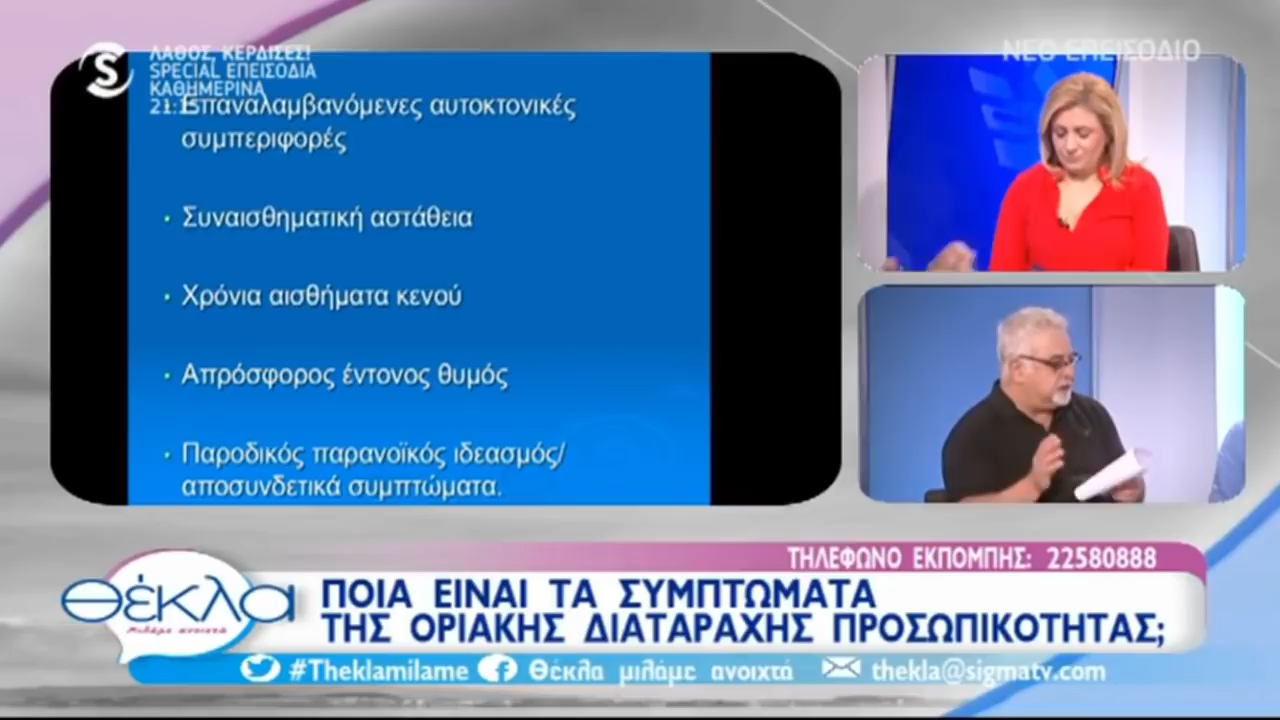 ΛΑΘΟΣ, ΚΕΡΔΙΣΕΣ!
SPECIAL ΕΠΕΙΣΟΔΙΑ
ΚΑΘΗΜΕΡΙΝΑ
ΝΕΟ ΕΠΕΙΣΟΔΙΟ
Επαναλαμβανόμενες αυτοκτονικές
συμπεριφορές
• Συναισθηματική αστάθεια
• Χρόνια αισθήματα κενού
• Απρόσφορος έντονος θυμός
• Παροδικός παρανοϊκός ιδεασμός/
αποσυνδετικά συμπτώματα.
ΤΗΛΕΦΩΝΟ ΕΚΠΟΜΠΗΣ: 22580888
Θέκλα
Μιλάμε ανοιχτά
ΠΟΙΑ ΕΙΝΑΙ ΤΑ ΣΥΜΠΤΩΜΑΤΑ
ΤΗΣ ΟΡΙΑΚΗΣ ΔΙΑΤΑΡΑΧΗΣ ΠΡΟΣΩΠΙΚΟΤΗΤΑΣ;
#Theklamilame Θέκλα μιλάμε ανοιχτά thekla@sigmatv.com